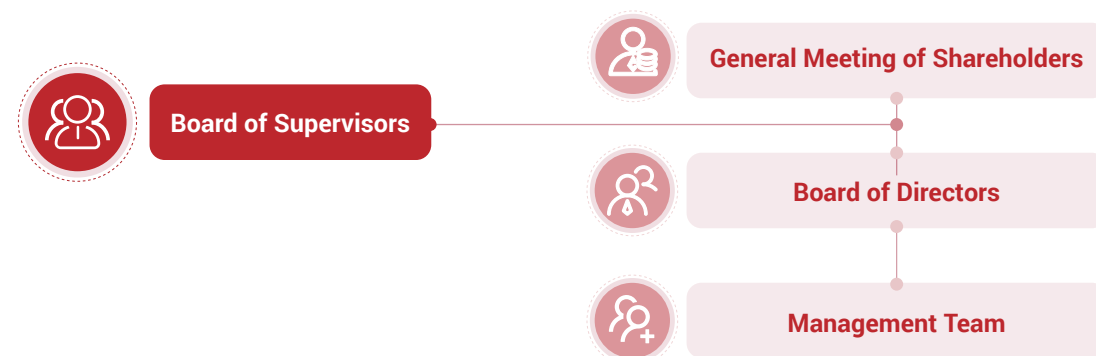 General Meeting of Shareholders
Board of Supervisors
Board of Directors
Management Team